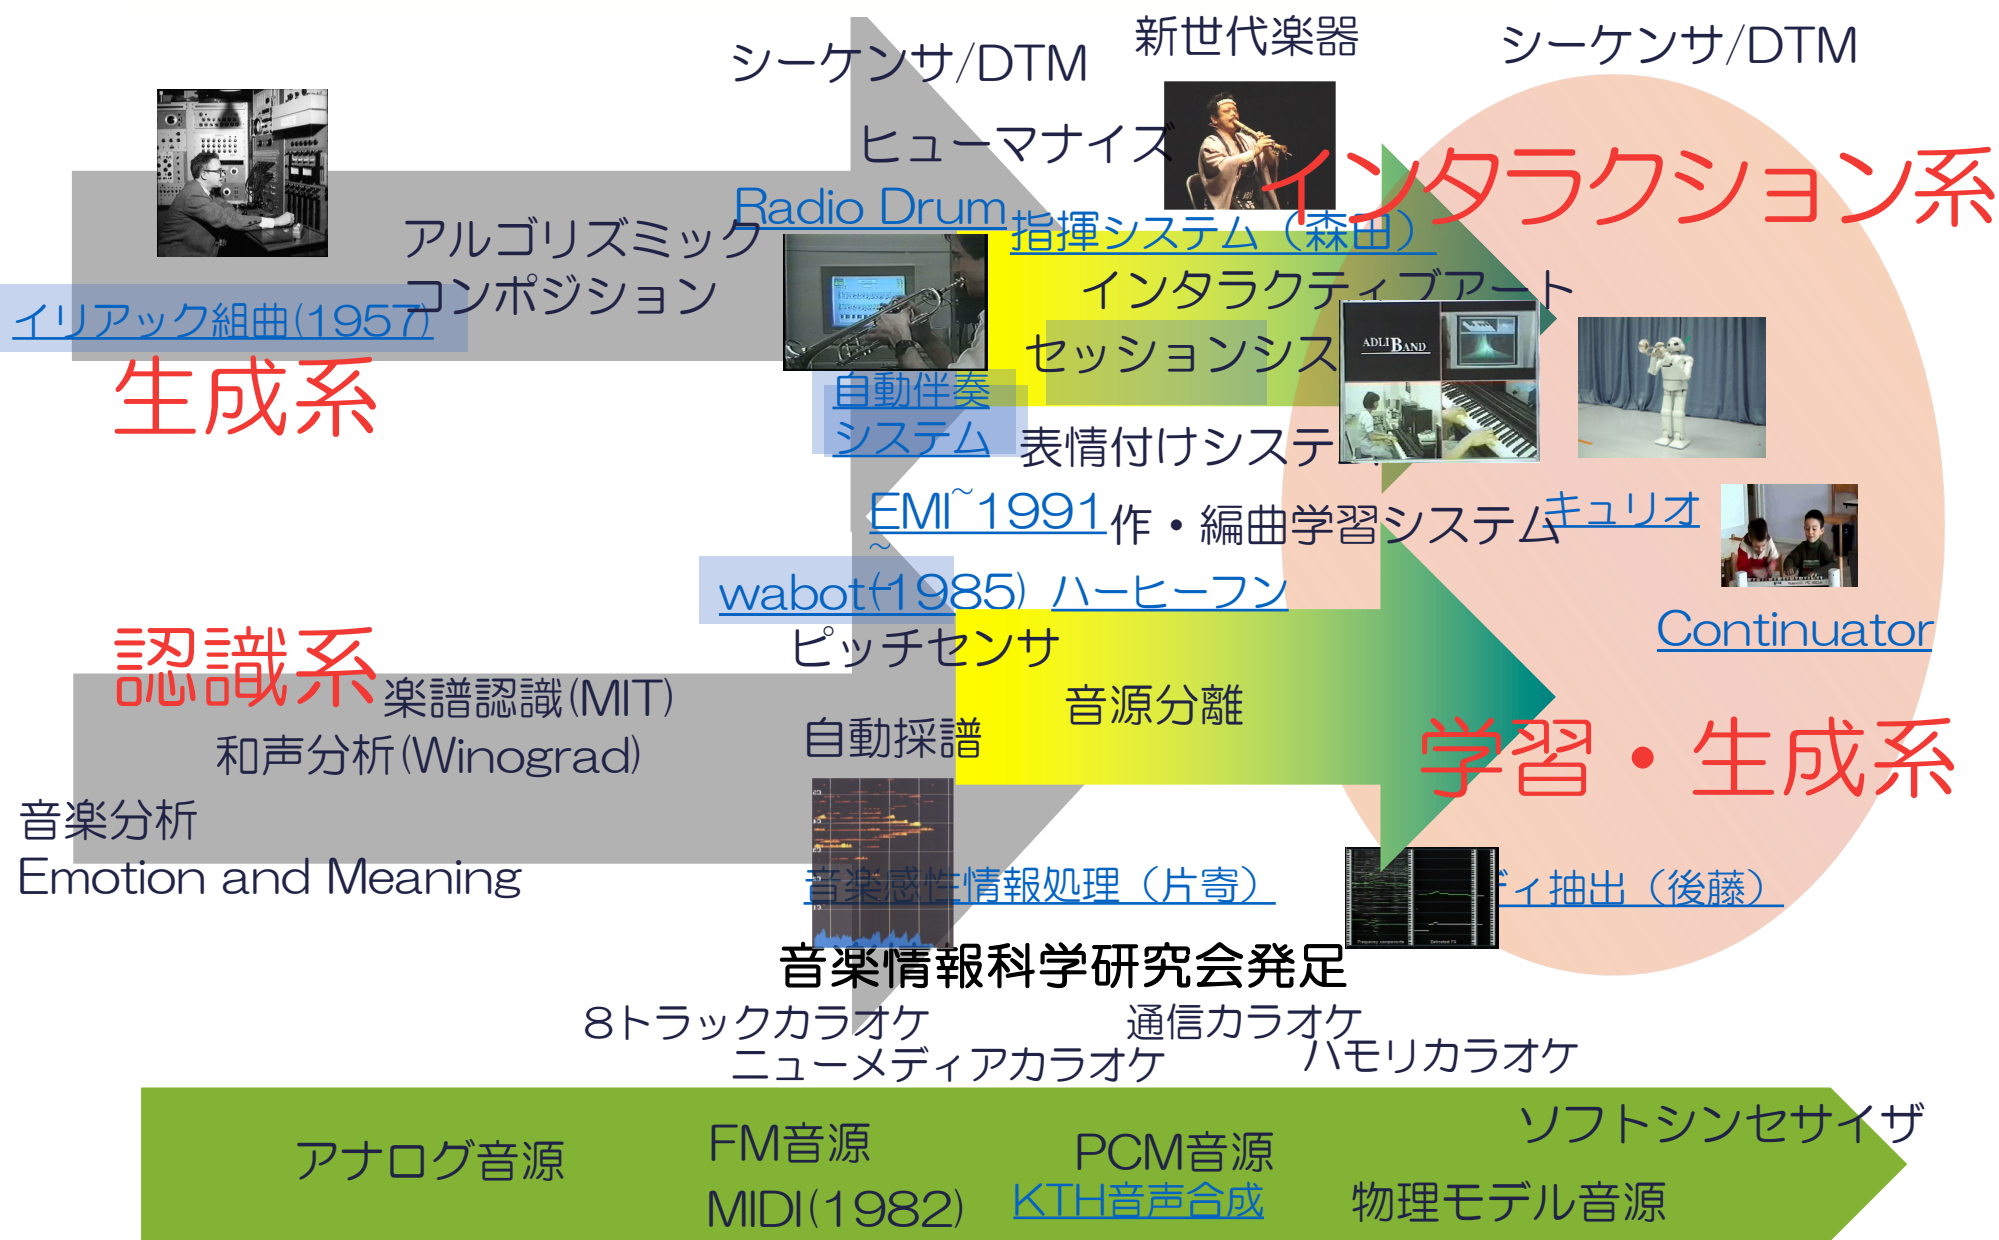 シーケンサ/DTM
新世代楽器
シーケンサ/DTM
ヒューマナイズ
インタラクション系
Radio Drum
指揮システム（森田）
アルゴリズミック
コンポジション
インタラクティブアート
イリアック組曲(1957)
セッションシス
ADLI BAND
生成系
自動伴奏
システム
表情付けシステ
EMI~1991
~
作・編曲学習システム
キュリオ
wabot(1985)
ハーヒーフン
Continuator
認識系
ピッチセンサ
楽譜認識(MIT)
音源分離
自動採譜
和声分析(Winograd)
学習・生成系
音楽分析
Emotion and Meaning
音楽感性情報処理（片寄）
ディ抽出（後藤）
Frequency components
音楽情報科学研究会発足
8トラックカラオケ
通信カラオケ
ニューメディアカラオケ
ハモリカラオケ
ソフトシンセサイザ
アナログ音源
FM音源
PCM音源
MIDI(1982)
KTH音声合成
物理モデル音源